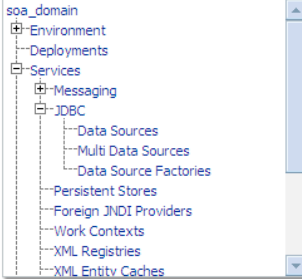 soa_domain
Environment
Deployments
Services
Messaging
JDBC
Data Sources
Multi Data Sources
Data Source Factories
Persistent Stores
Foreign JNDI Providers
Work Contexts
XML Registries
XML Entity Caches